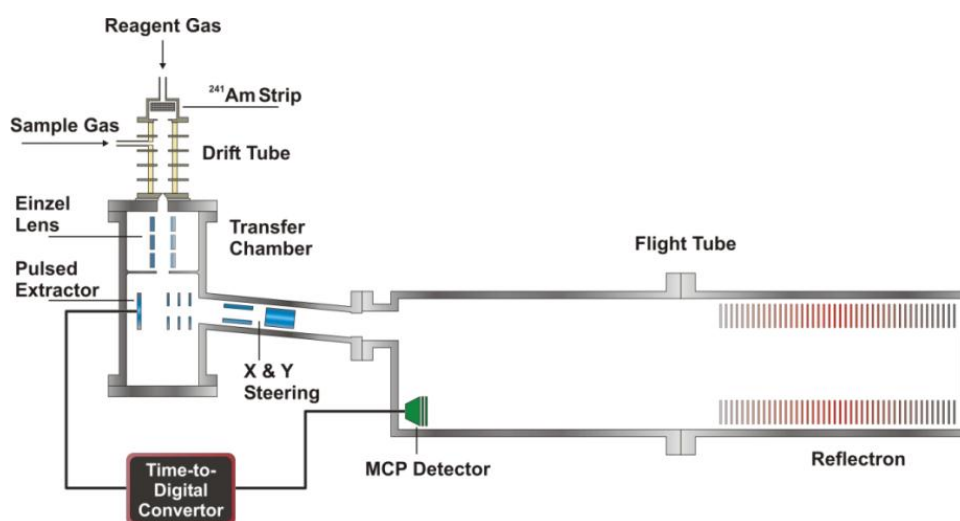 Reagent Gas
²⁴¹Am Strip
Sample Gas
Drift Tube
Einzel
Lens
Transfer
Chamber
Flight Tube
Pulsed
Extractor
X & Y
Steering
MCP Detector
Reflectron
Time-to-
Digital
Convertor